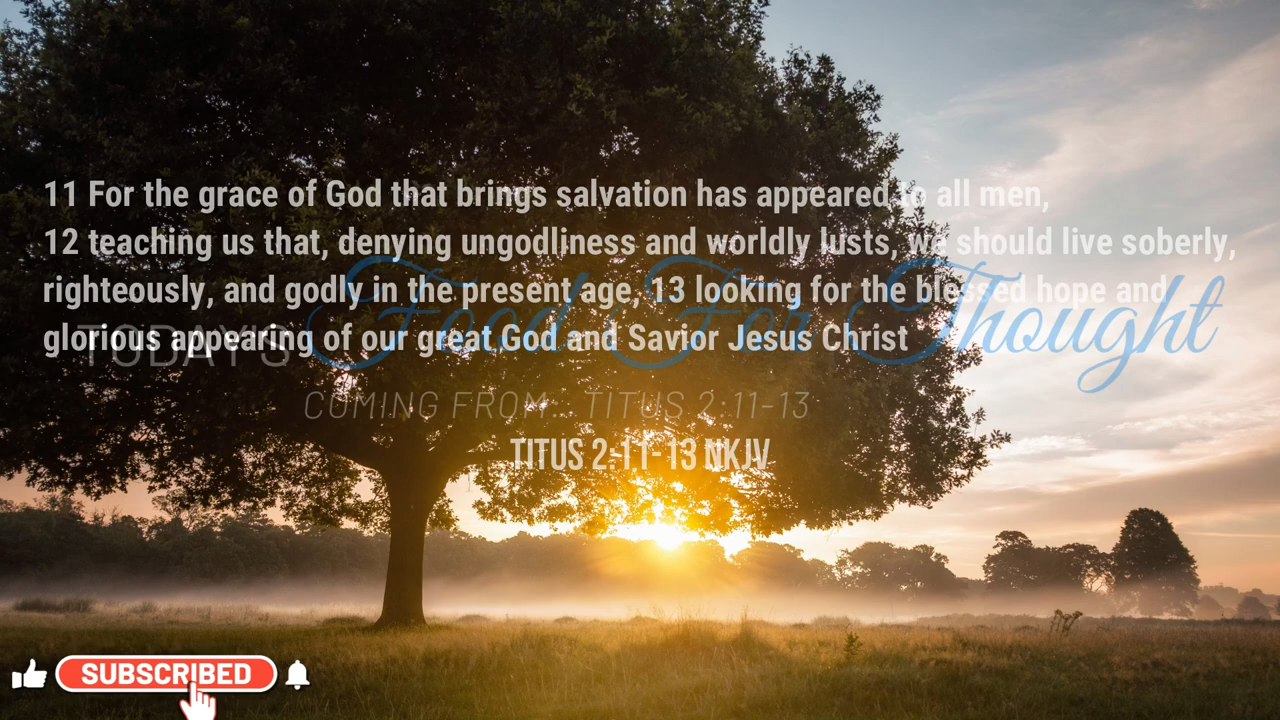 11 For the grace of God that brings salvation has appeared to all men,
12 teaching us that, denying ungodliness and worldly lusts, we should live soberly,
righteously, and godly in the present age, 13 looking for the blessed hope and
glorious appearing of our great God and Savior Jesus Christ
TODAY'S Food For Thought
COMING FROM... TITUS 2:11-13
TITUS 2:11-13 NKJV
SUBSCRIBED